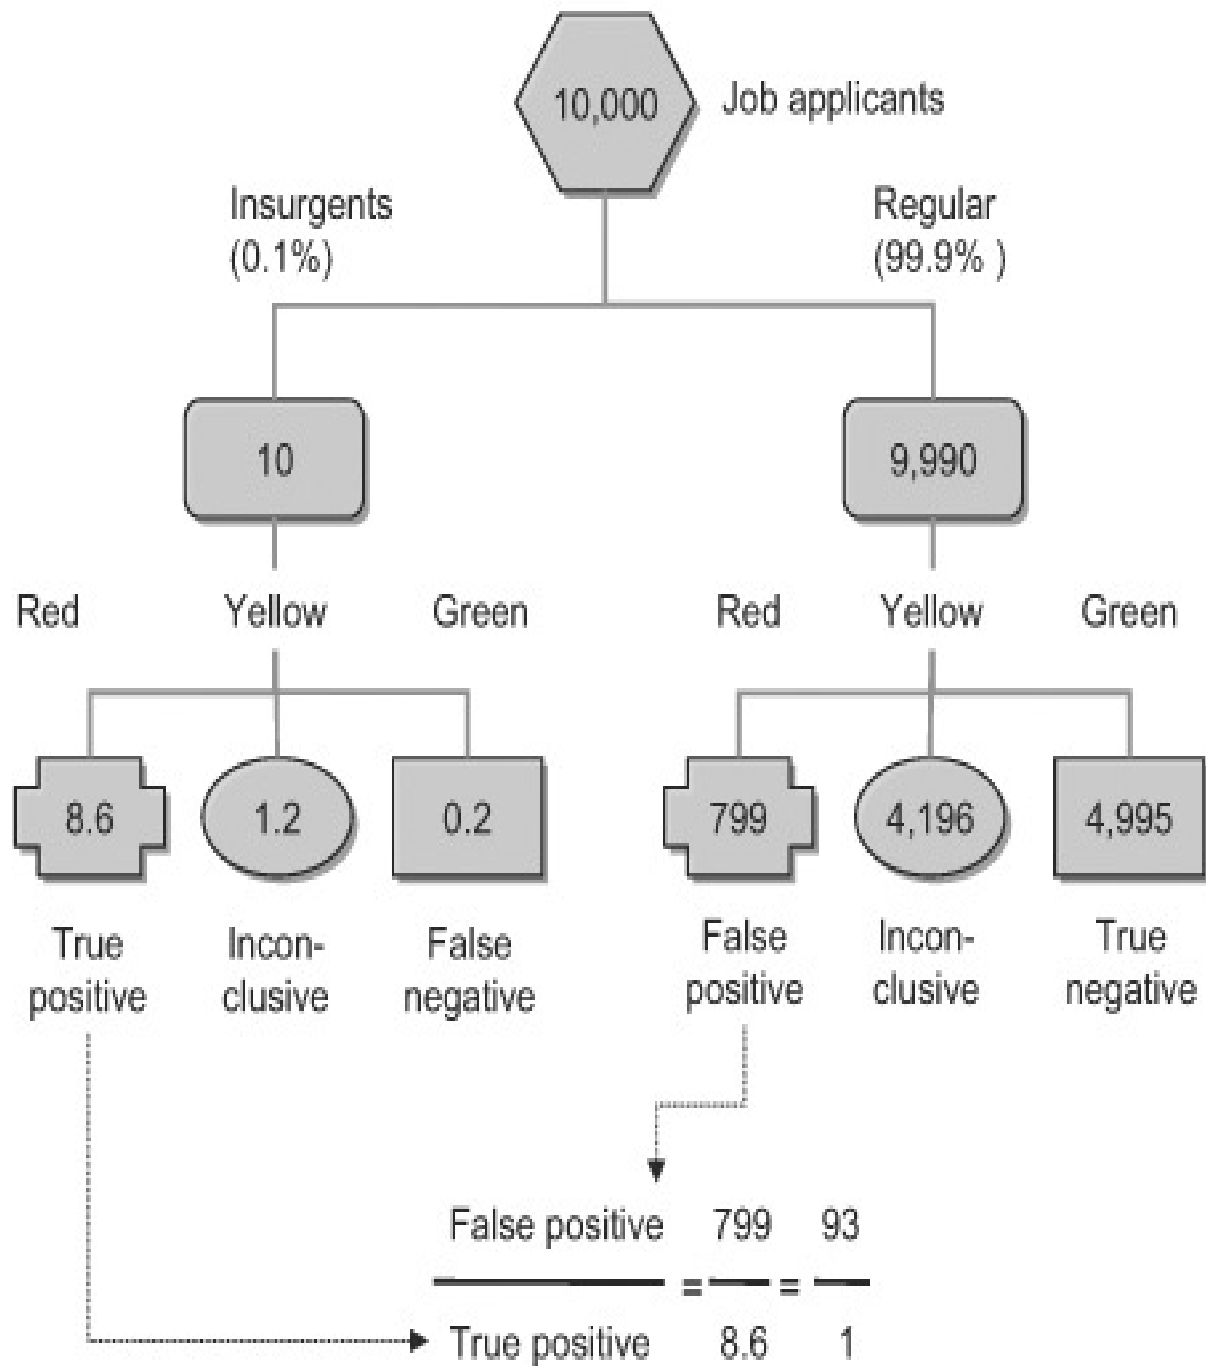 10,000 Job applicants
Insurgents
(0.1%)
Regular
(99.9% )
10
9,990
Red Yellow Green
Red Yellow Green
8.6 1.2 0.2
799 4,196 4,995
True
positive
Incon-
clusive
False
negative
False
positive
Incon-
clusive
True
negative
False positive = 799 = 93
True positive 8.6 1